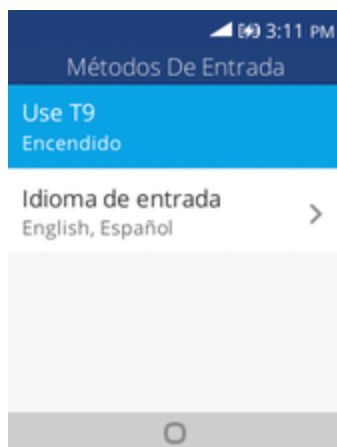 3:11 PM
Métodos De Entrada
Use T9
Encendido
Idioma de entrada
English, Español